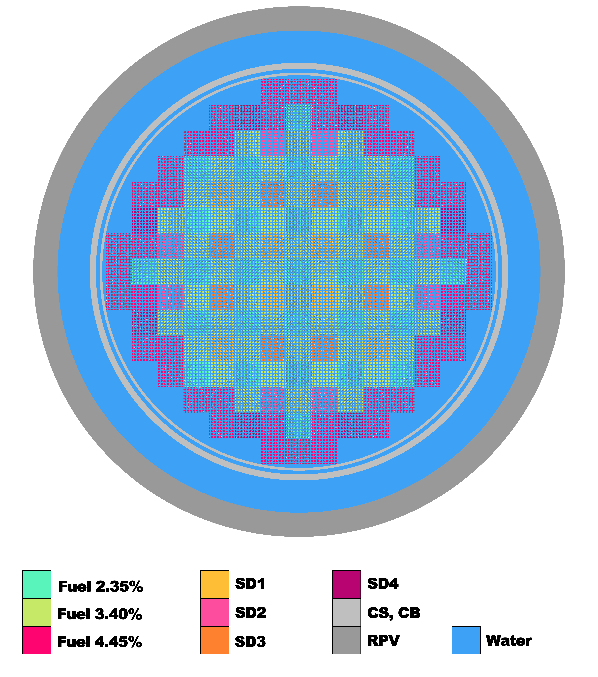 Fuel 2.35%
Fuel 3.40%
Fuel 4.45%
SD1
SD2
SD3
SD4
CS, CB
RPV
Water